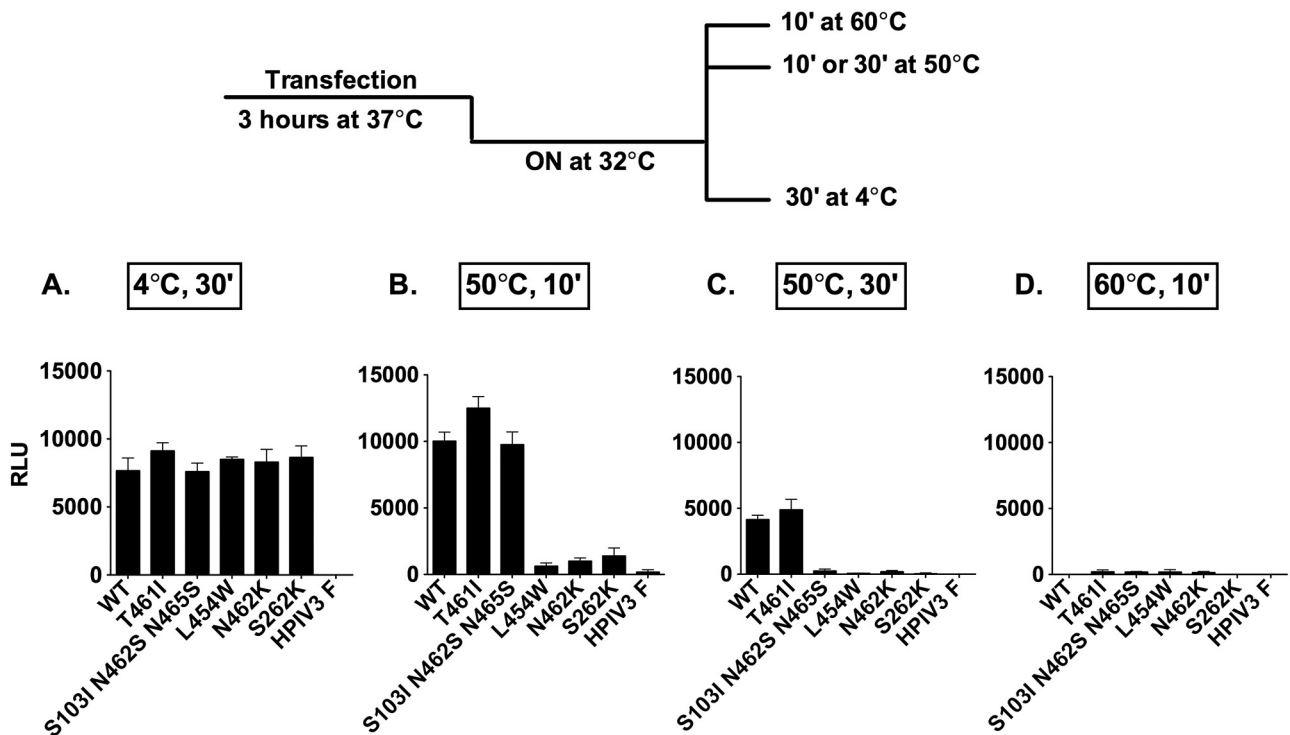 10' at 60°C
Transfection
10' or 30' at 50°C
3 hours at 37°C
ON at 32°C
30' at 4°C
A.
4°C, 30'
B.
50°C, 10'
C.
50°C, 30'
D.
60°C, 10'
RLU
15000
10000
5000
0
WT
T461I
S103I N462S N465S
L454W
N462K
S262K
HPIV3 F
15000
10000
5000
0
WT
T461I
S103I N462S N465S
L454W
N462K
S262K
HPIV3 F
15000
10000
5000
0
WT
T461I
S103I N462S N465S
L454W
N462K
S262K
HPIV3 F
15000
10000
5000
0
WT
T461I
S103I N462S N465S
L454W
N462K
S262K
HPIV3 F